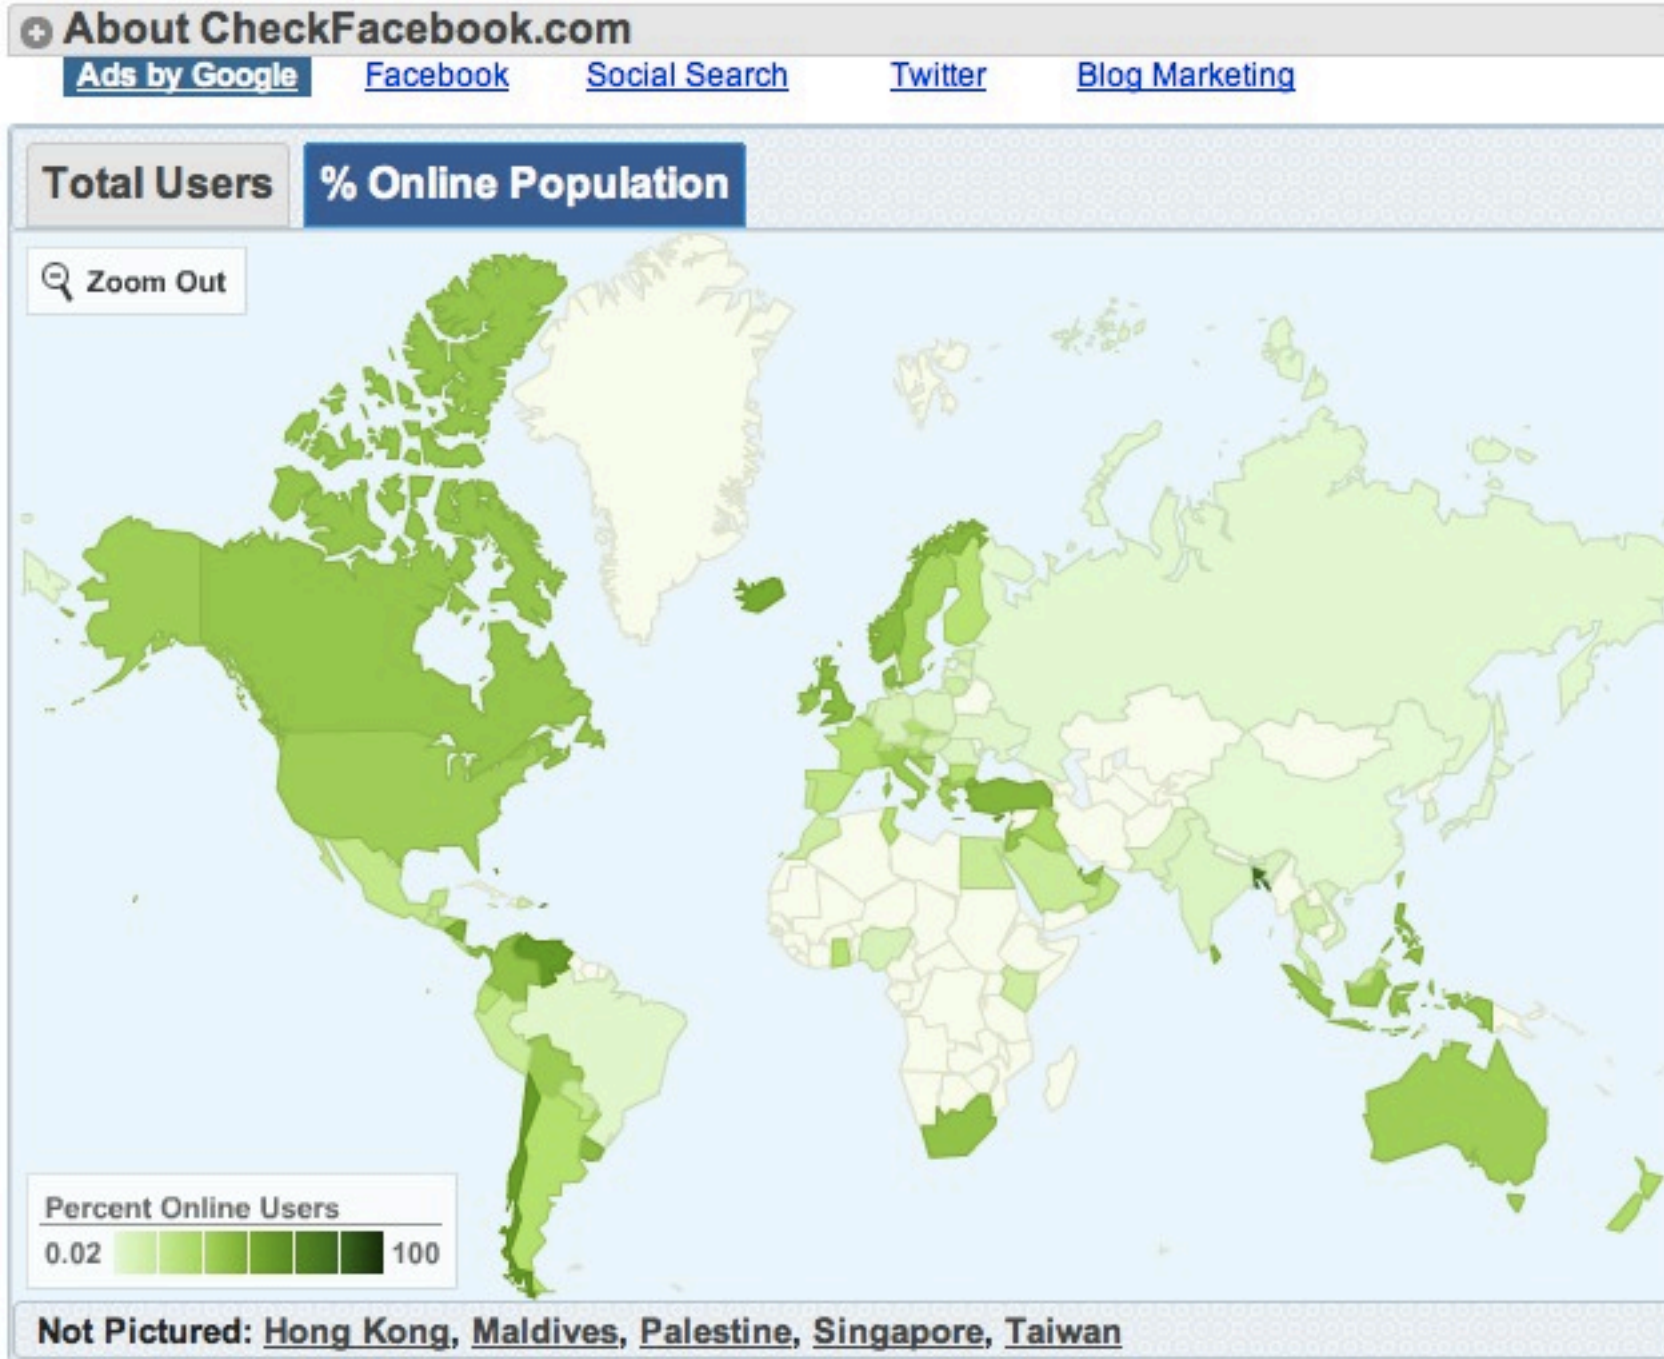 About CheckFacebook.com
Ads by Google Facebook Social Search Twitter Blog Marketing
Total Users % Online Population
Zoom Out
Percent Online Users
0.02 100
Not Pictured: Hong Kong, Maldives, Palestine, Singapore, Taiwan